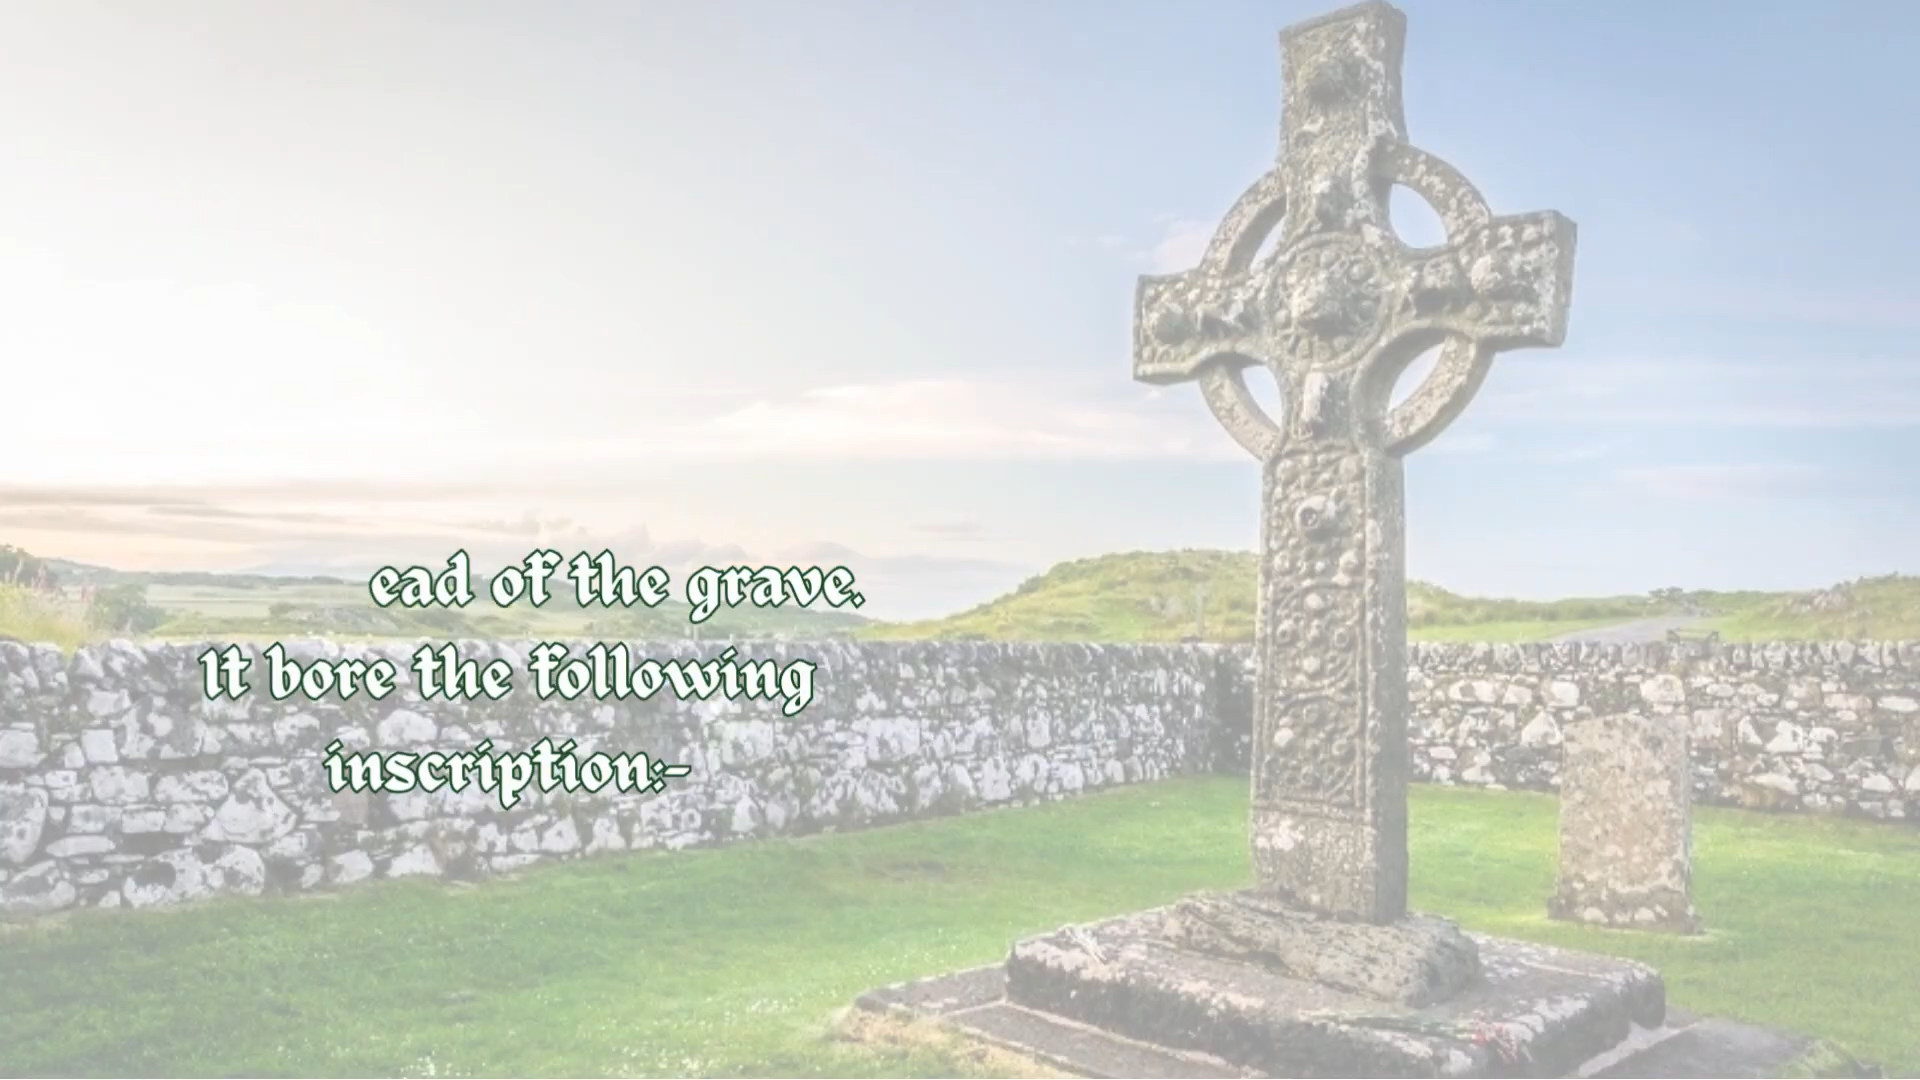 ead of the grave.
It bore the following
inscription:-